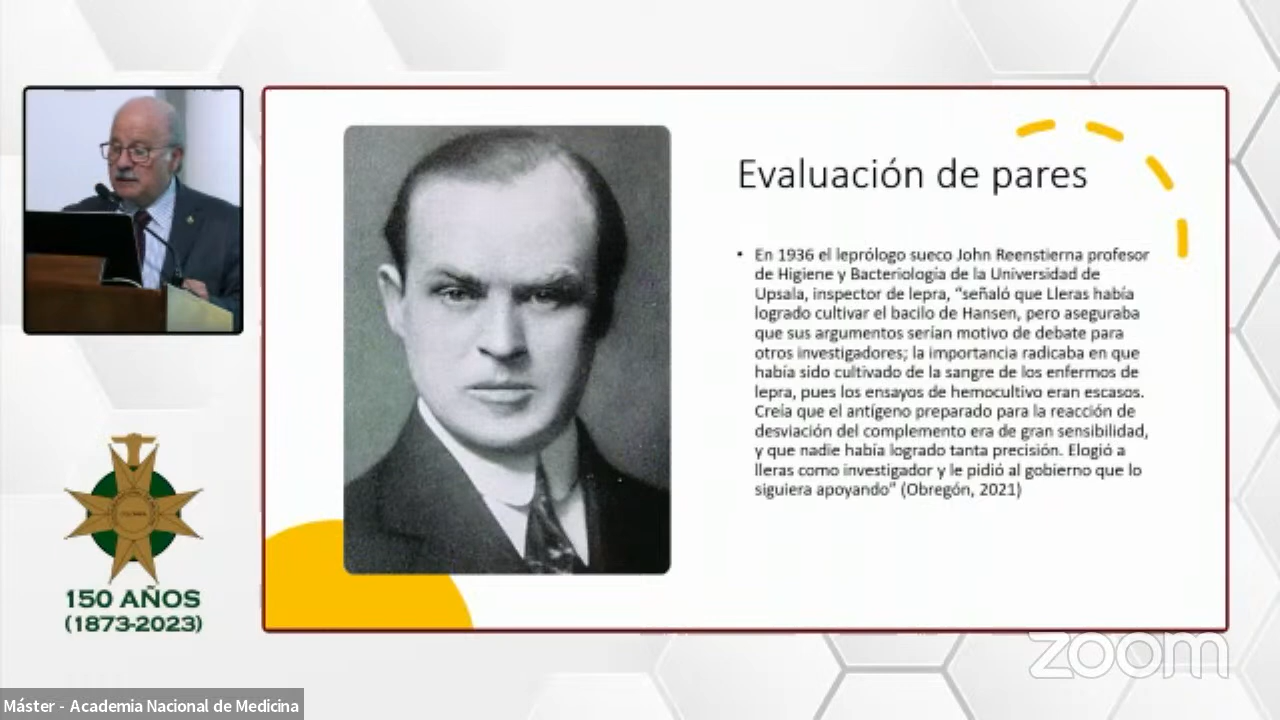 Evaluación de pares
• En 1936 el leprólogo sueco John Reenstierna profesor
de Higiene y Bacteriología de la Universidad de
Upsala, inspector de lepra, “señaló que Lleras había
logrado cultivar el bacilo de Hansen, pero aseguraba
que sus argumentos serían motivo de debate para
otros investigadores; la importancia radicaba en que
había sido cultivado de la sangre de los enfermos de
lepra, pues los ensayos de hemocultivo eran escasos.
Creía que el antígeno preparado para la reacción de
desviación del complemento era de gran sensibilidad,
y que nadie había logrado tanta precisión. Elogió a
lleras como investigador y le pidió al gobierno que lo
siguiera apoyando” (Obregón, 2021)
150 AÑOS
(1873-2023)
zoom
Máster - Academia Nacional de Medicina